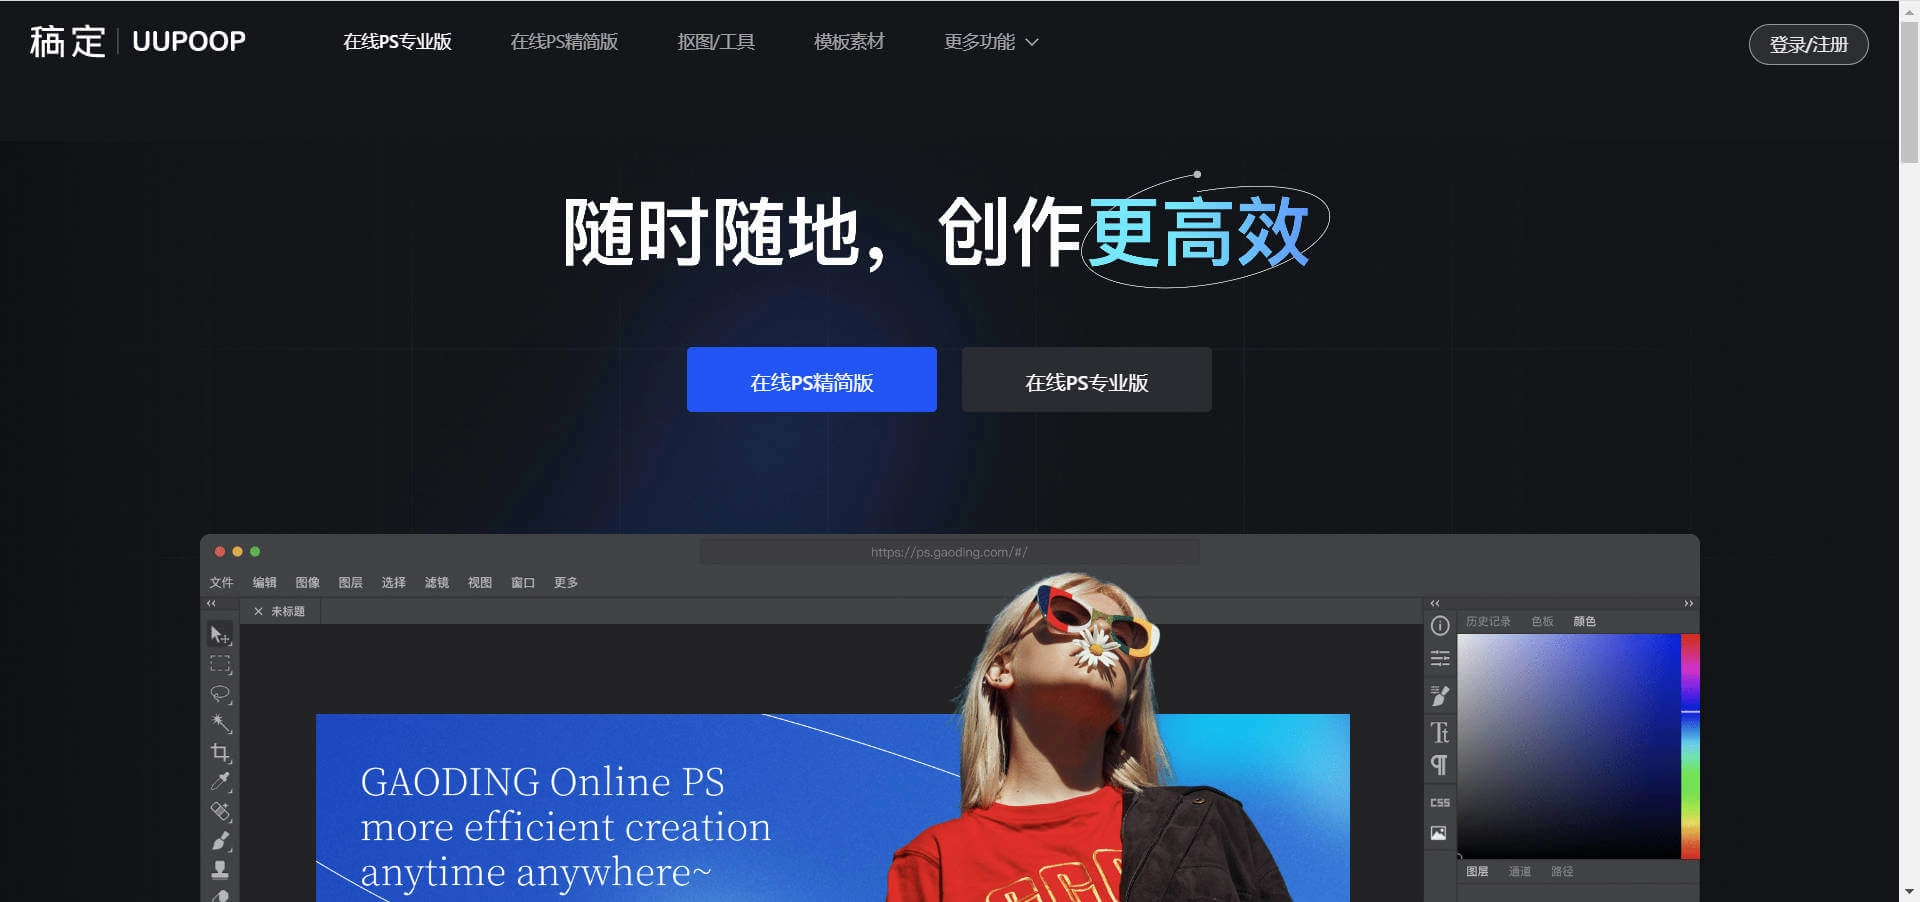 稿定 | UUPOOP
在线PS专业版
在线PS精简版
抠图/工具
模板素材
更多功能
登录/注册
随时随地，创作更高效
在线PS精简版
在线PS专业版
https://ps.gaoding.com/#/
文件 编辑 图像 图层 选择 滤镜 视图 窗口 更多
× 未标题
历史记录 色板 颜色
GAODING Online PS
more efficient creation
anytime anywhere~
Tt
CSS
图层 通道 路径